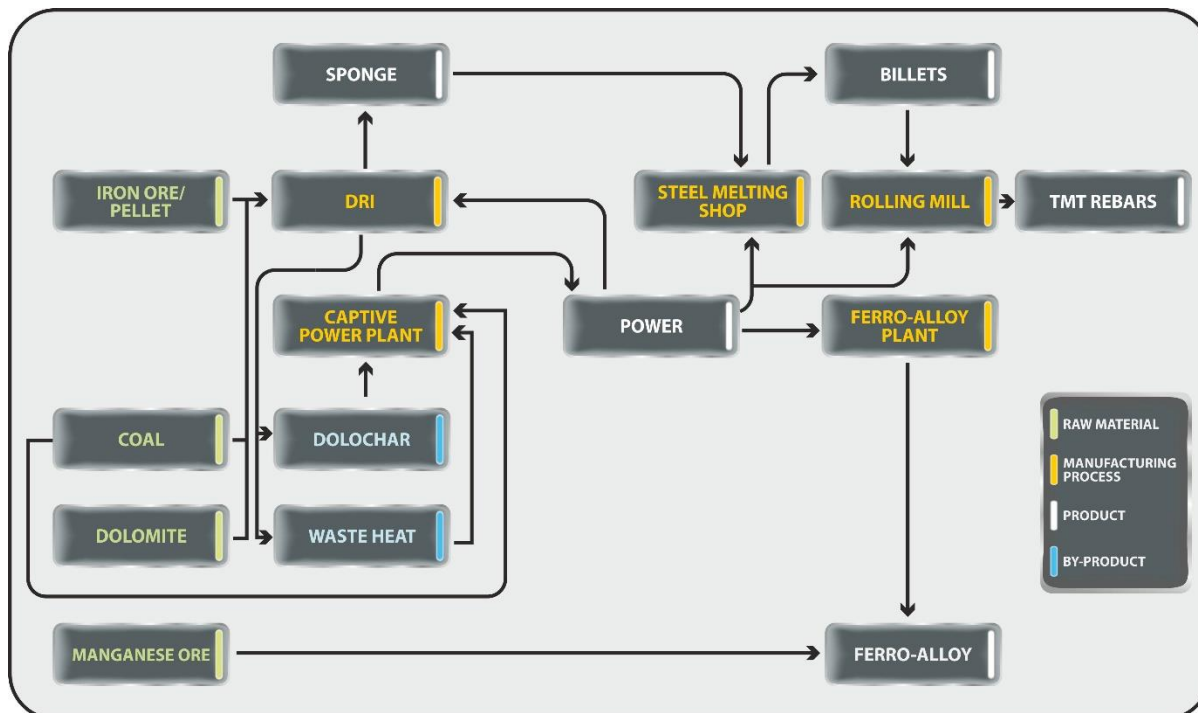 SPONGE
BILLETS
IRON ORE/
PELLET
DRI
STEEL MELTING
SHOP
ROLLING MILL
TMT REBARS
CAPTIVE
POWER PLANT
POWER
FERRO-ALLOY
PLANT
COAL
DOLOCHAR
DOLOMITE
WASTE HEAT
RAW MATERIAL
MANUFACTURING
PROCESS
PRODUCT
BY-PRODUCT
MANGANESE ORE
FERRO-ALLOY